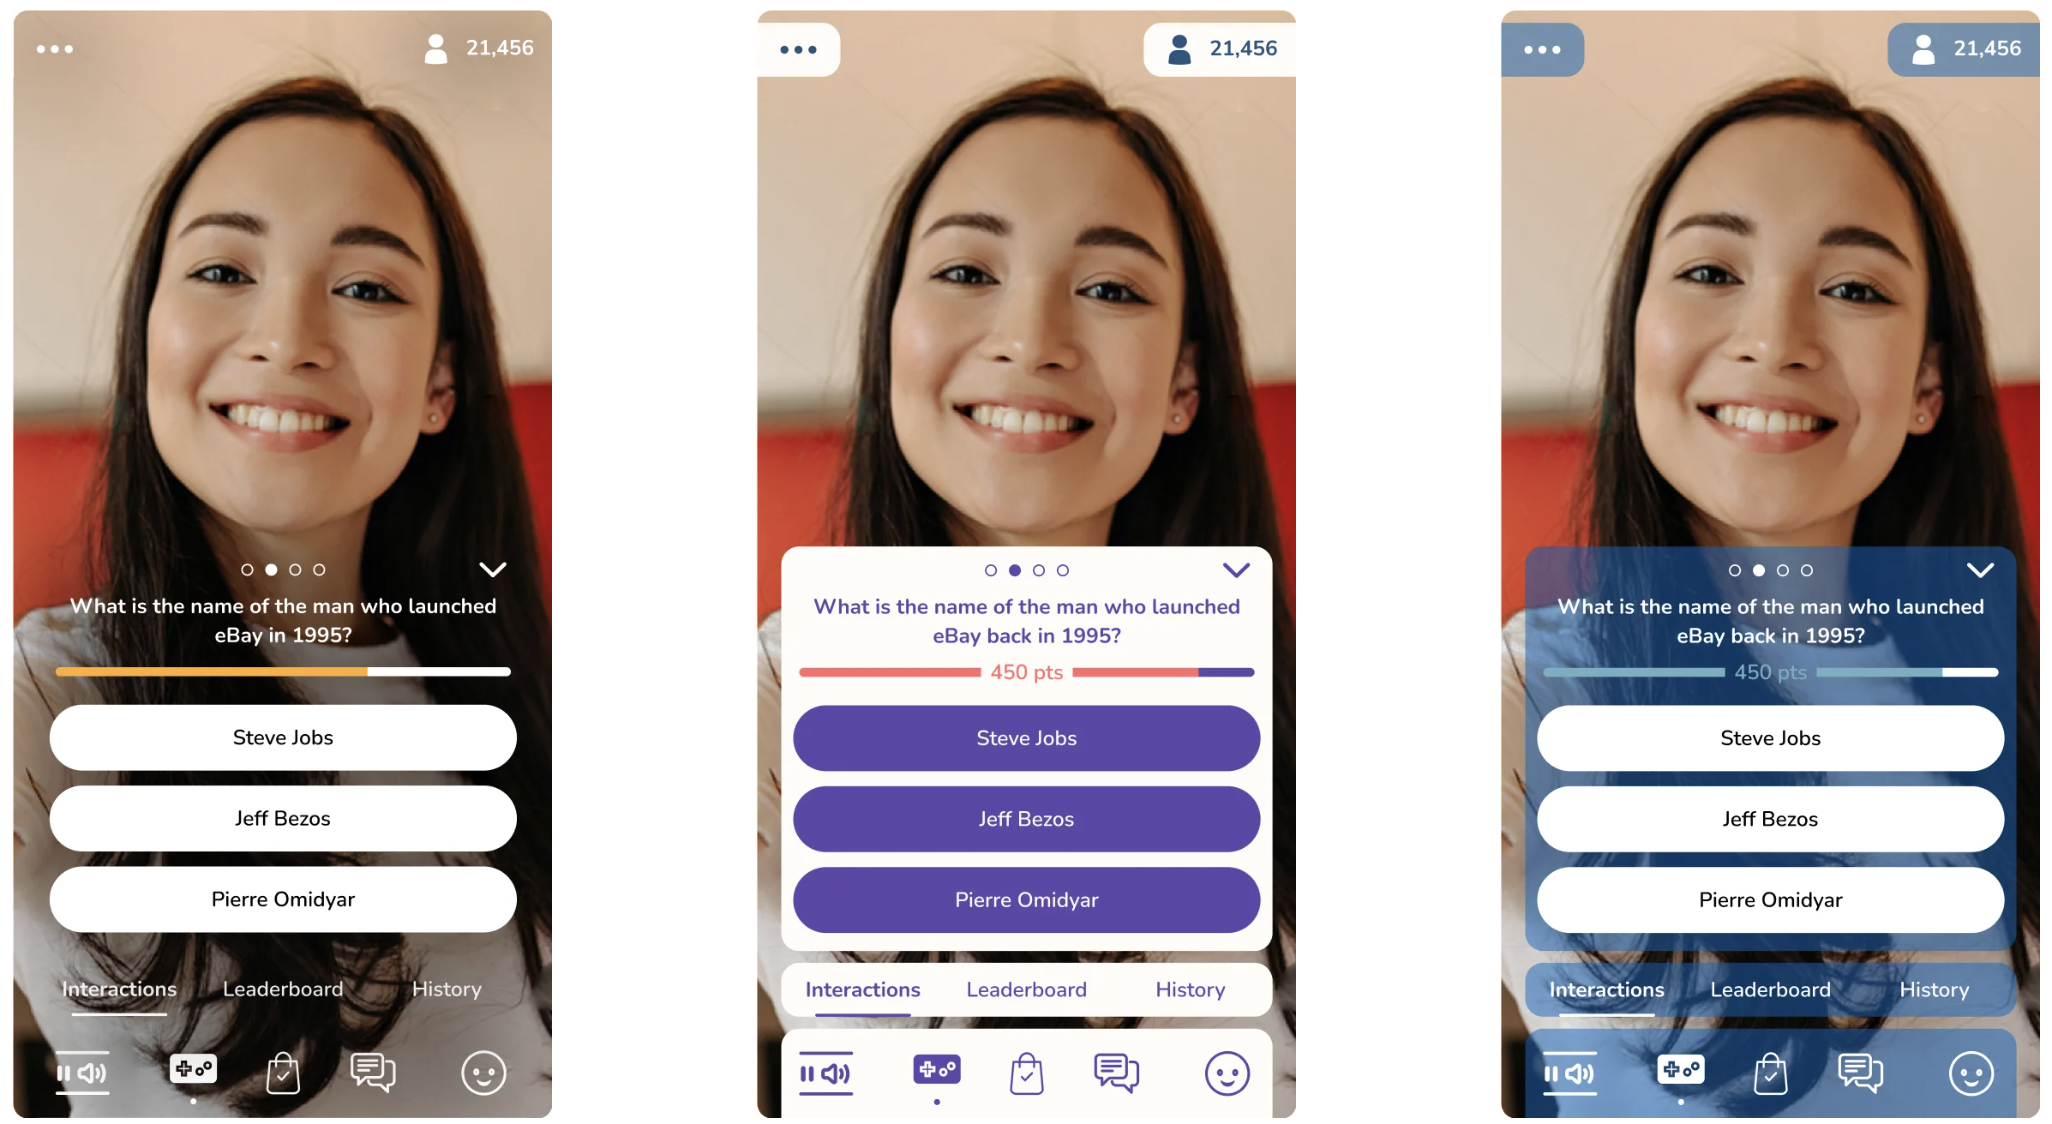 21,456
What is the name of the man who launched
eBay in 1995?
Steve Jobs
Jeff Bezos
Pierre Omidyar
Interactions Leaderboard History
21,456
What is the name of the man who launched
eBay back in 1995?
450 pts
Steve Jobs
Jeff Bezos
Pierre Omidyar
Interactions Leaderboard History
21,456
What is the name of the man who launched
eBay back in 1995?
450 pts
Steve Jobs
Jeff Bezos
Pierre Omidyar
Interactions Leaderboard History